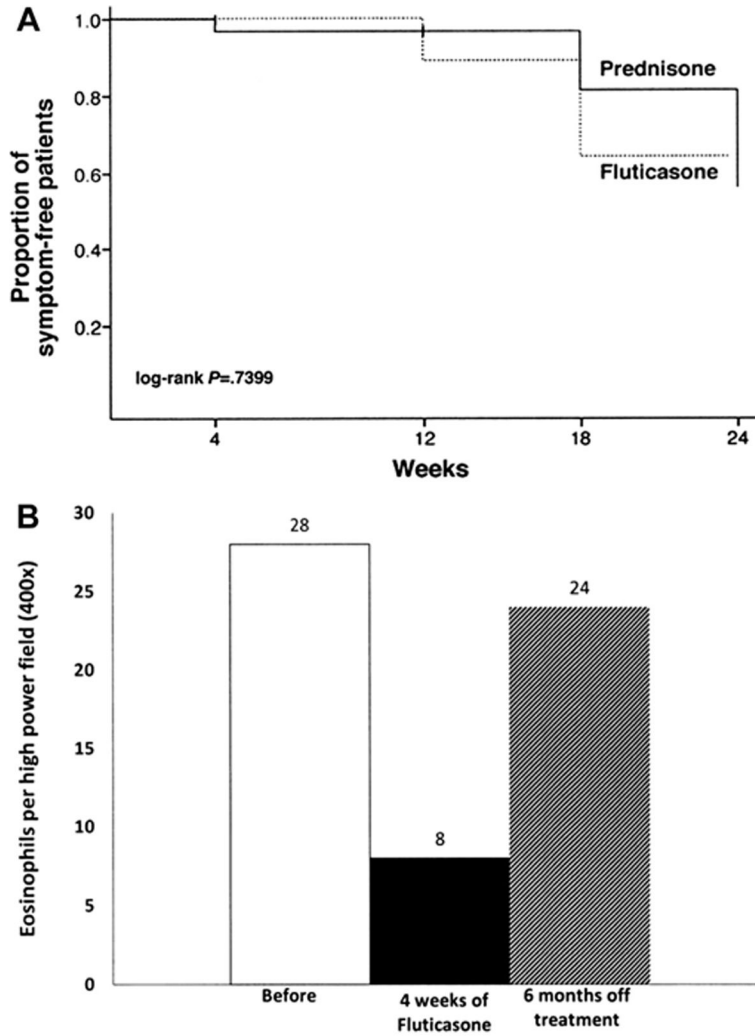 A
1.0
0.8
0.6
0.4
0.2
Proportion of
symptom-free patients
Prednisone
Fluticasone
log-rank P=.7399
4
12
18
24
Weeks
B
Eosinophils per high power field (400x)
30
25
20
15
10
5
0
28
8
24
Before
4 weeks of
Fluticasone
6 months off
treatment